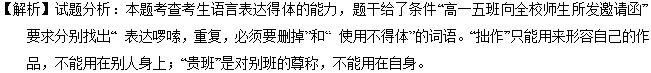 【解析】试题分析：本题考查考生语言表达得体的能力，题干给了条件“高一五班向全校师生所发邀请函”
要求分别找出“ 表达啰嗦，重复，必须要删掉”和“ 使用不得体”的词语。“拙作”只能用来形容自己的作
品，不能用在别人身上；“贵班”是对别班的尊称，不能用在自身。